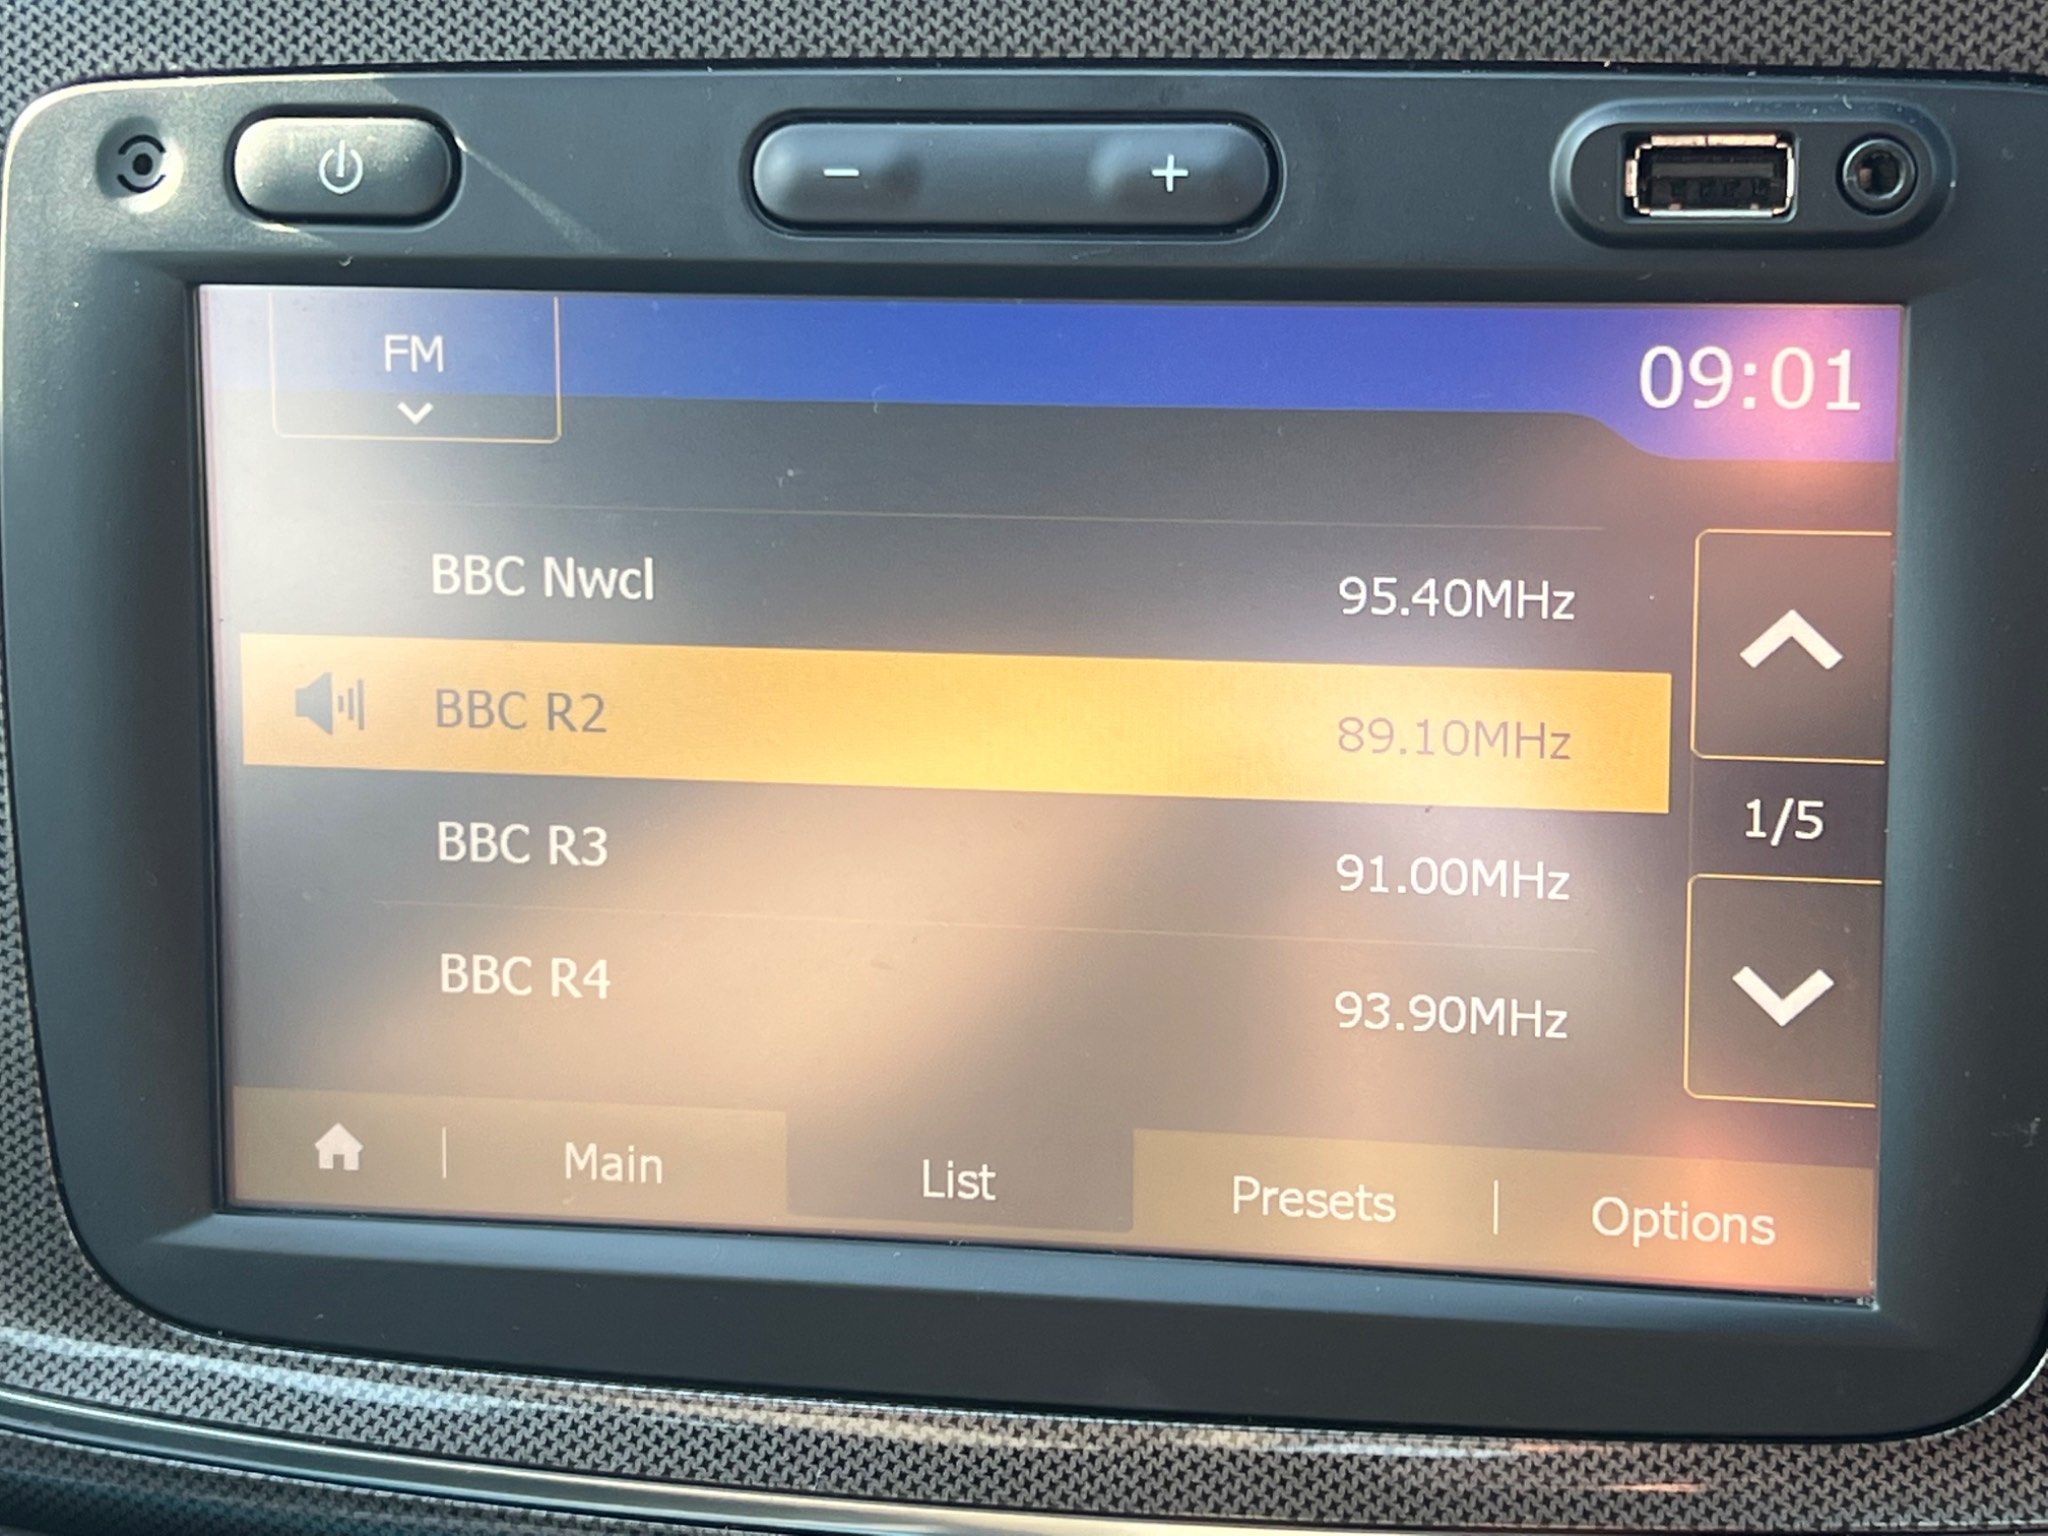 FM
09:01
BBC Nwcl 95.40MHz
BBC R2 89.10MHz
BBC R3 91.00MHz
BBC R4 93.90MHz
1/5
Main List Presets Options